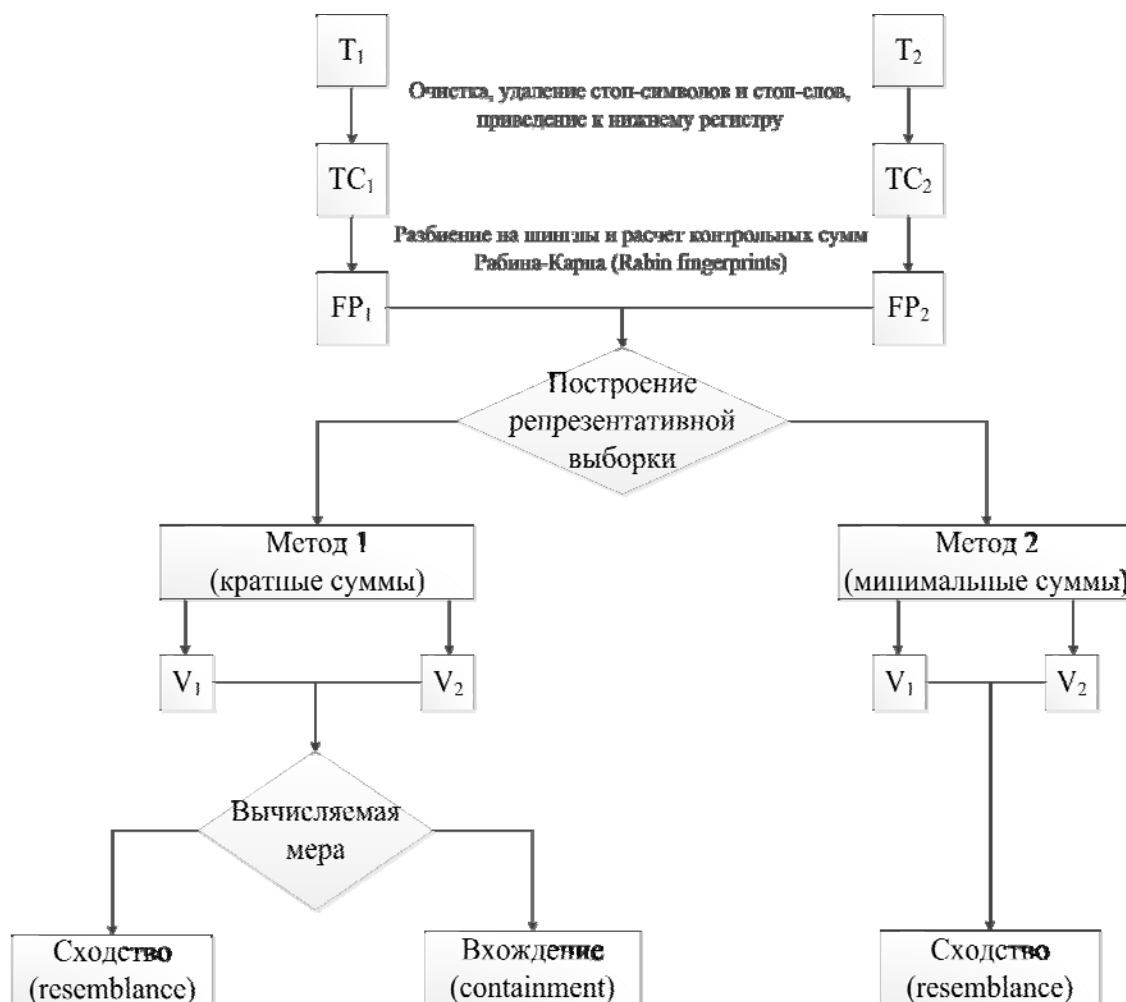 T₁
T₂
Очистка, удаление стоп-символов и стоп-слов,
приведение к нижнему регистру
TC₁
TC₂
Разбиение на шинглы и расчет контрольных сумм
Рабина-Карпа (Rabin fingerprints)
FP₁
FP₂
Построение
репрезентативной
выборки
Метод 1
(кратные суммы)
Метод 2
(минимальные суммы)
V₁
V₂
V₁
V₂
Вычисляемая
мера
Сходство
(resemblance)
Вхождение
(containment)
Сходство
(resemblance)